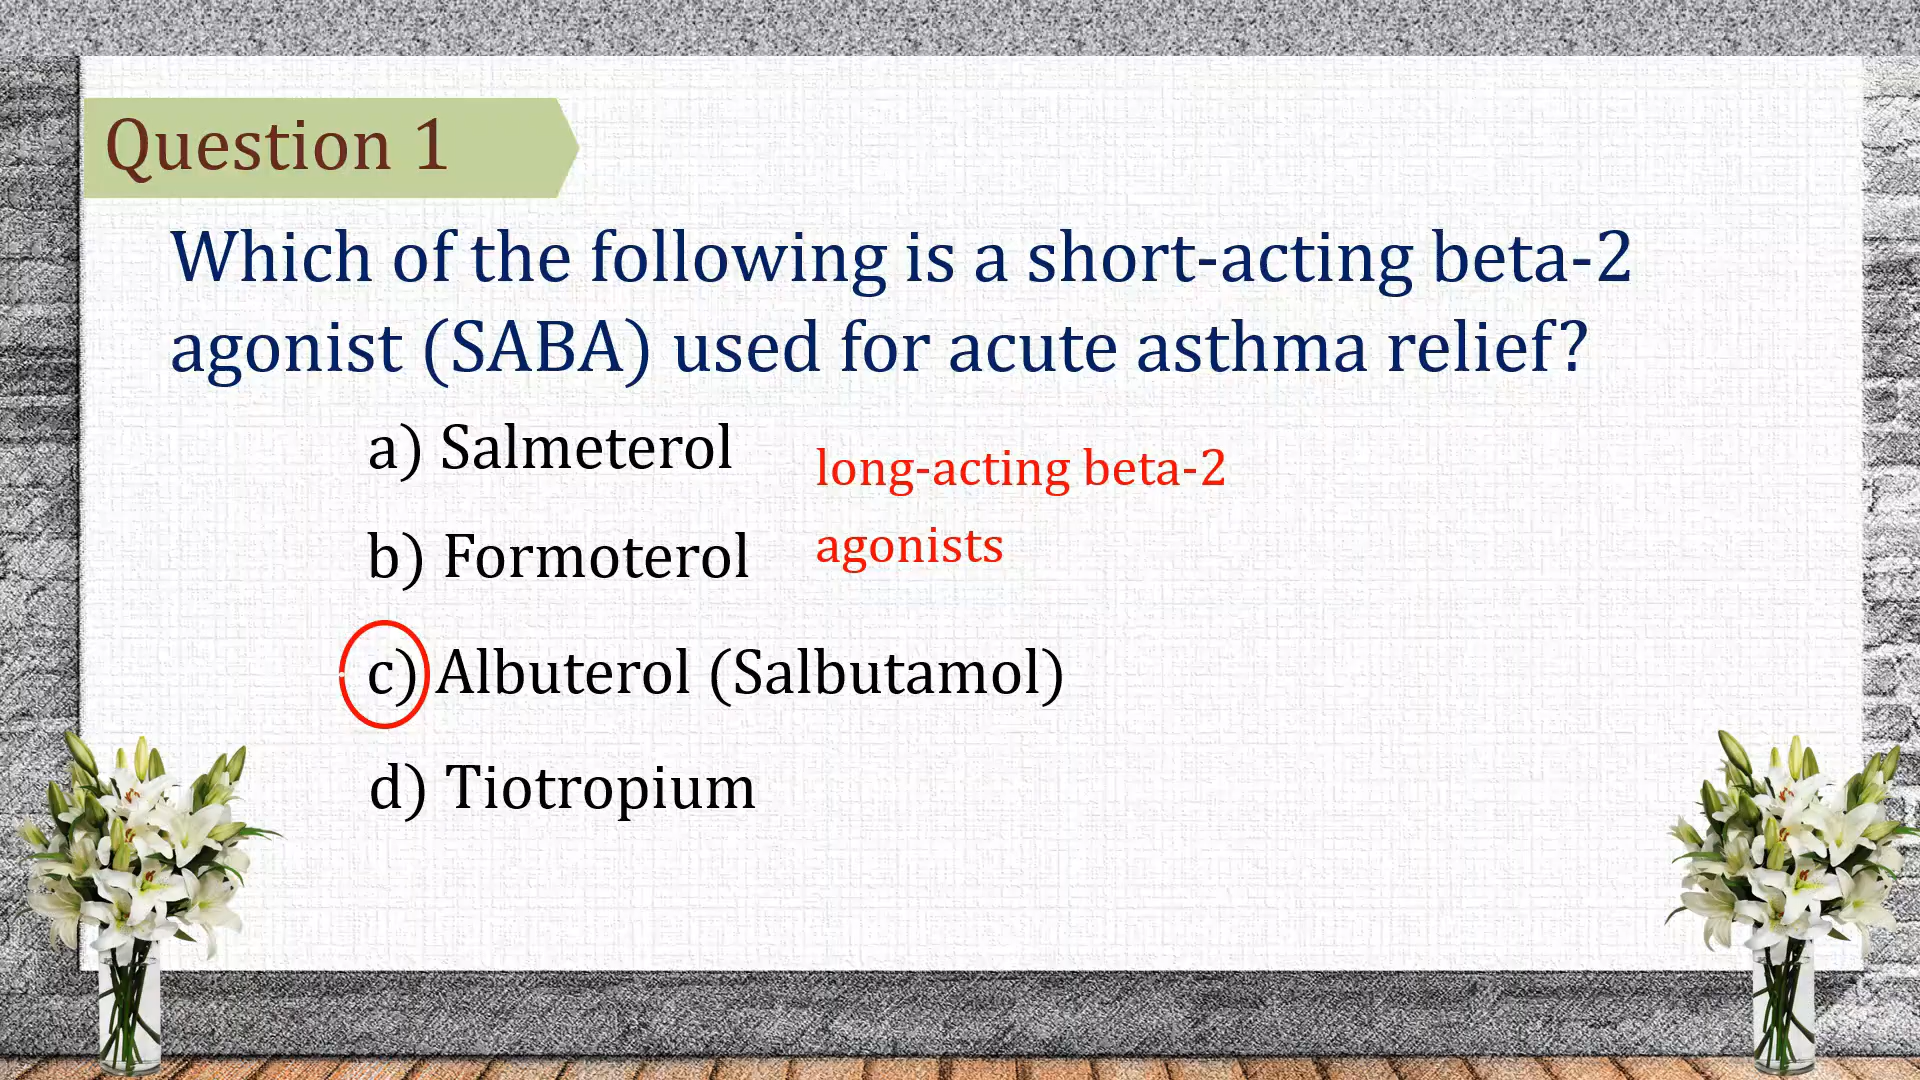 Question 1
Which of the following is a short-acting beta-2
agonist (SABA) used for acute asthma relief?
a) Salmeterol
long-acting beta-2
agonists
b) Formoterol
c) Albuterol (Salbutamol)
d) Tiotropium